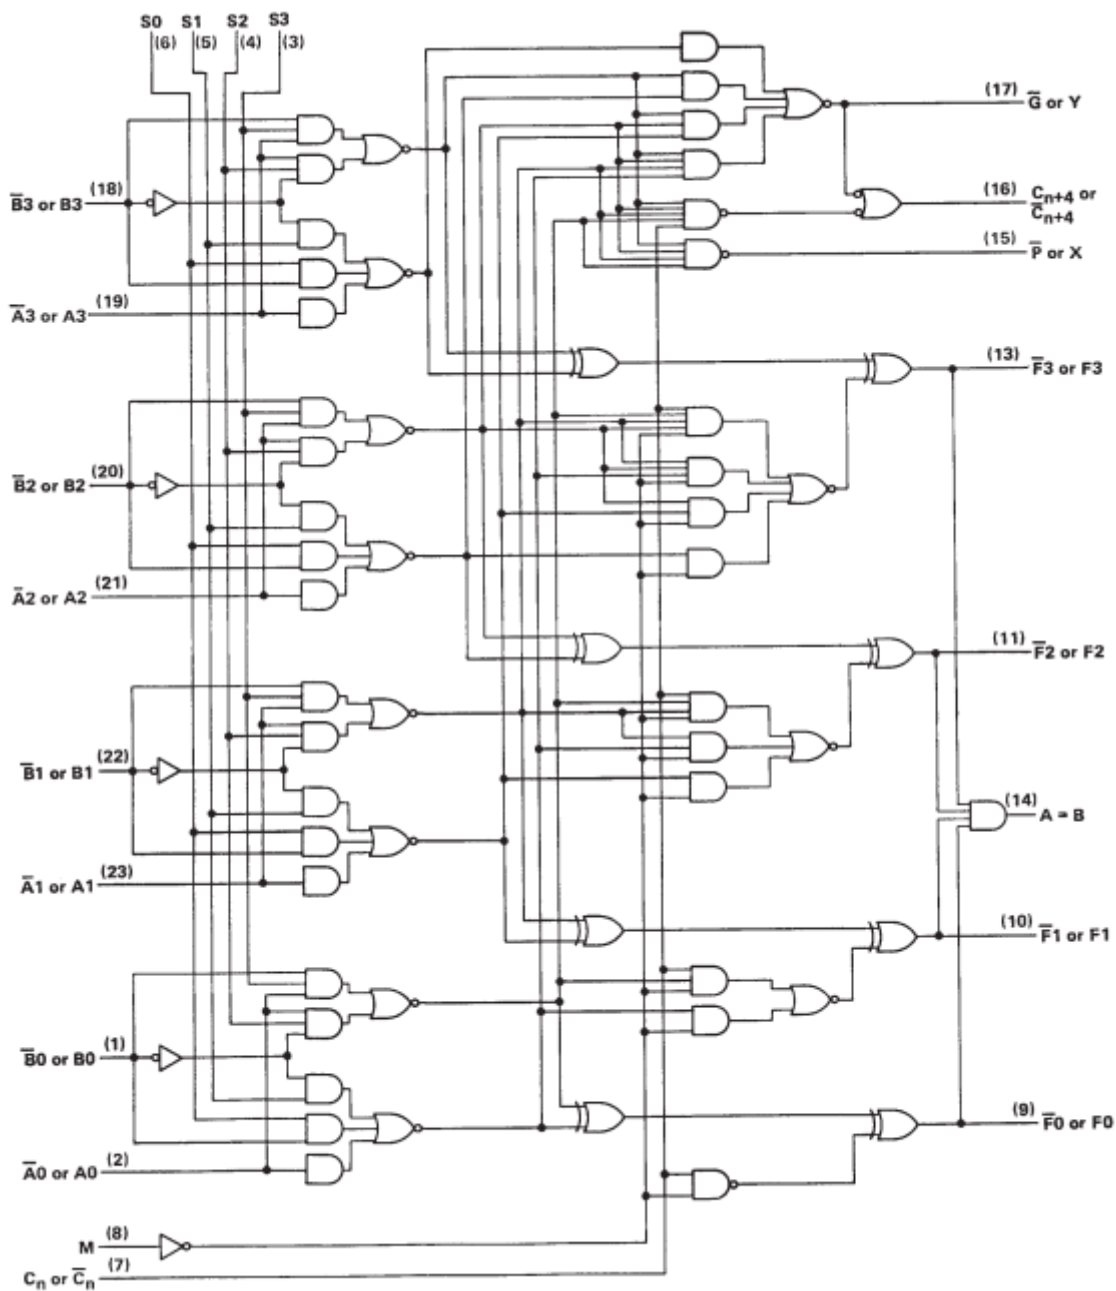 S0 S1 S2 S3
(6) (5) (4) (3)
(17) G̅ or Y
(18) B̅3 or B3
(16) Cn+4 or
C̅n+4
(15) P̅ or X
(19) A̅3 or A3
(13) F̅3 or F3
(20) B̅2 or B2
(21) A̅2 or A2
(11) F̅2 or F2
(22) B̅1 or B1
(14) A = B
(23) A̅1 or A1
(10) F̅1 or F1
(1) B̅0 or B0
(9) F̅0 or F0
(2) A̅0 or A0
M (8)
Cn or C̅n (7)